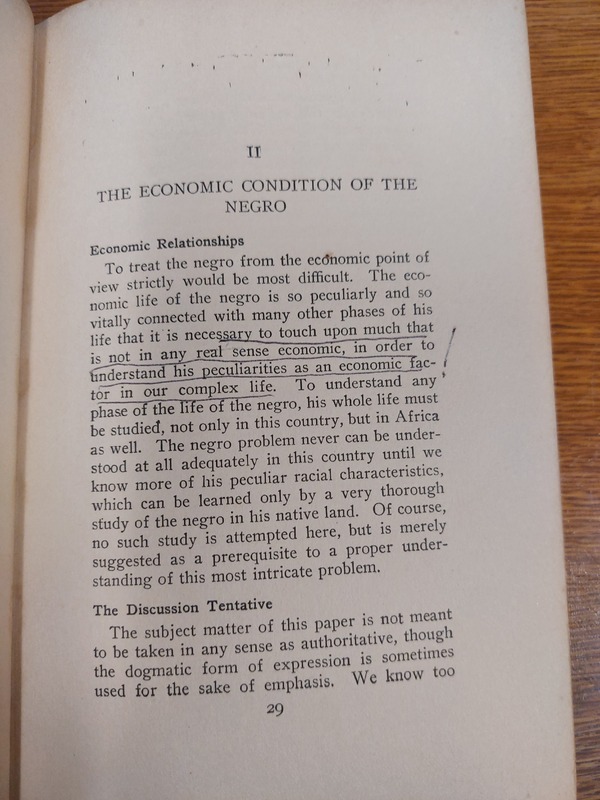 II
THE ECONOMIC CONDITION OF THE
NEGRO
Economic Relationships
To treat the negro from the economic point of
view strictly would be most difficult. The eco-
nomic life of the negro is so peculiarly and so
vitally connected with many other phases of his
life that it is necessary to touch upon much that
is not in any real sense economic, in order to
understand his peculiarities as an economic fac-
tor in our complex life. To understand any
phase of the life of the negro, his whole life must
be studied, not only in this country, but in Africa
as well. The negro problem never can be under-
stood at all adequately in this country until we
know more of his peculiar racial characteristics,
which can be learned only by a very thorough
study of the negro in his native land. Of course,
no such study is attempted here, but is merely
suggested as a prerequisite to a proper under-
standing of this most intricate problem.
The Discussion Tentative
The subject matter of this paper is not meant
to be taken in any sense as authoritative, though
the dogmatic form of expression is sometimes
used for the sake of emphasis. We know too
29